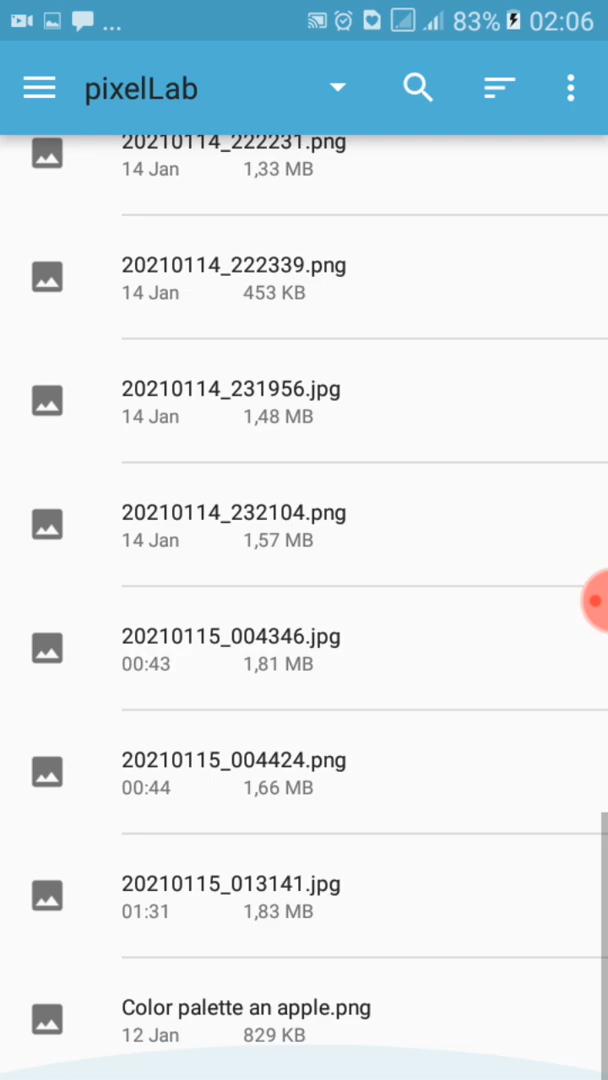 ... 83% 02:06
pixelLab
20210114_222231.png
14 Jan 1,33 MB
20210114_222339.png
14 Jan 453 KB
20210114_231956.jpg
14 Jan 1,48 MB
20210114_232104.png
14 Jan 1,57 MB
20210115_004346.jpg
00:43 1,81 MB
20210115_004424.png
00:44 1,66 MB
20210115_013141.jpg
01:31 1,83 MB
Color palette an apple.png
12 Jan 829 KB